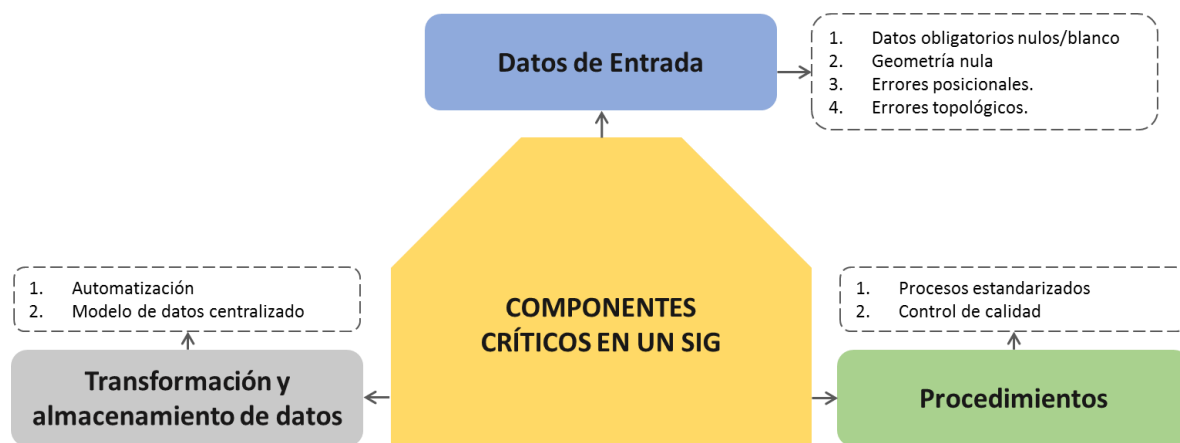 Datos de Entrada
1. Datos obligatorios nulos/blanco
2. Geometría nula
3. Errores posicionales.
4. Errores topológicos.
COMPONENTES
CRÍTICOS EN UN SIG
1. Automatización
2. Modelo de datos centralizado
Transformación y
almacenamiento de datos
1. Procesos estandarizados
2. Control de calidad
Procedimientos